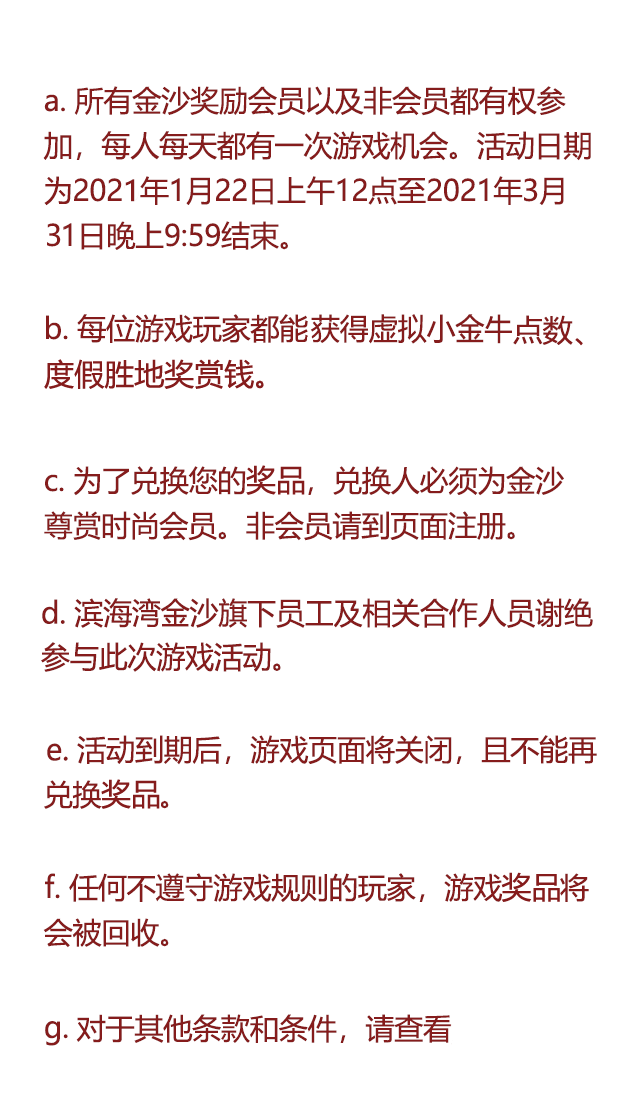 a. 所有金沙奖励会员以及非会员都有权参
加，每人每天都有一次游戏机会。活动日期
为2021年1月22日上午12点至2021年3月
31日晚上9:59结束。
b. 每位游戏玩家都能获得虚拟小金牛点数、
度假胜地奖赏钱。
c. 为了兑换您的奖品，兑换人必须为金沙
尊赏时尚会员。非会员请到页面注册。
d. 滨海湾金沙旗下员工及相关合作人员谢绝
参与此次游戏活动。
e. 活动到期后，游戏页面将关闭，且不能再
兑换奖品。
f. 任何不遵守游戏规则的玩家，游戏奖品将
会被回收。
g. 对于其他条款和条件，请查看